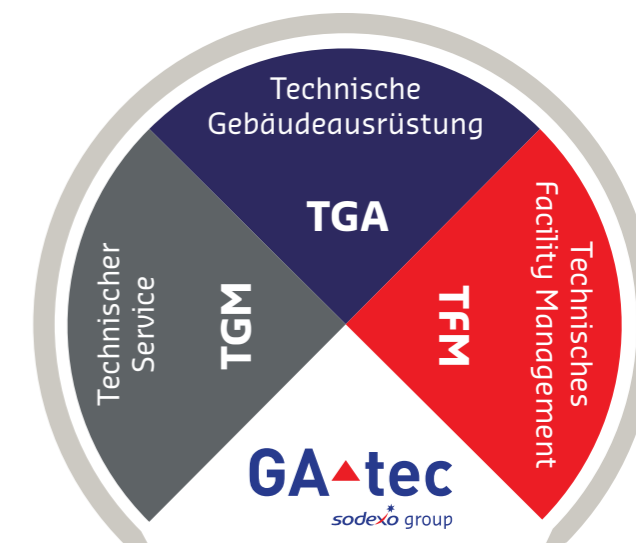 Technische
Gebäudeausrüstung
TGA
Technischer
Service
TGM
Technisches
Facility Management
TFM
GA tec
sodexo group